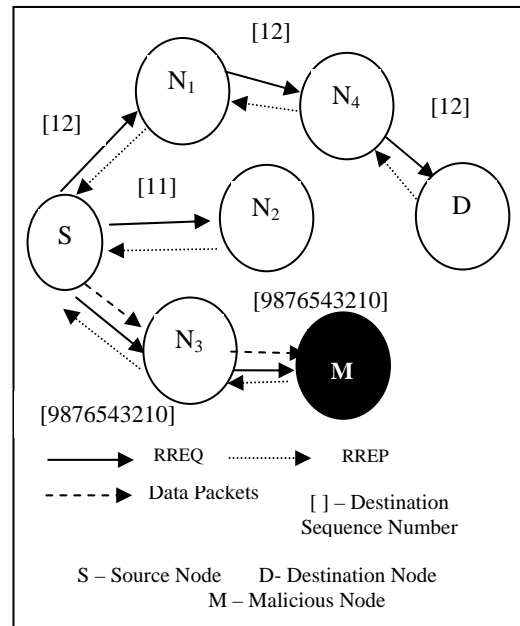 [12]
N1
N4
[12]
[12]
[11]
N2
D
S
[9876543210]
N3
M
[9876543210]
RREQ
RREP
Data Packets
[ ] – Destination
Sequence Number
S – Source Node D- Destination Node
M – Malicious Node